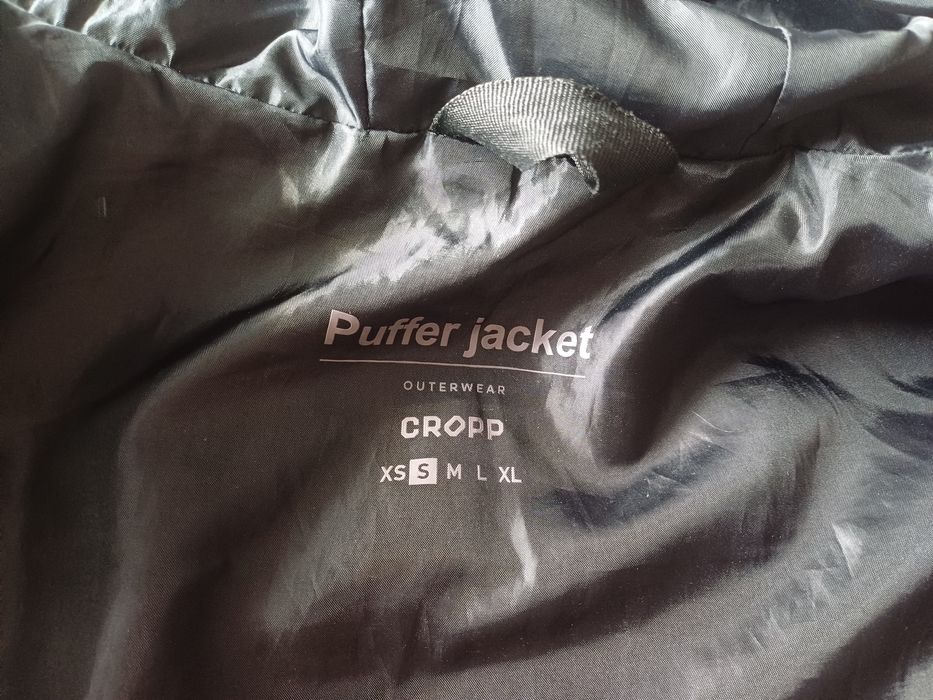 Puffer jacket
OUTERWEAR
CROPP
XS S M L XL